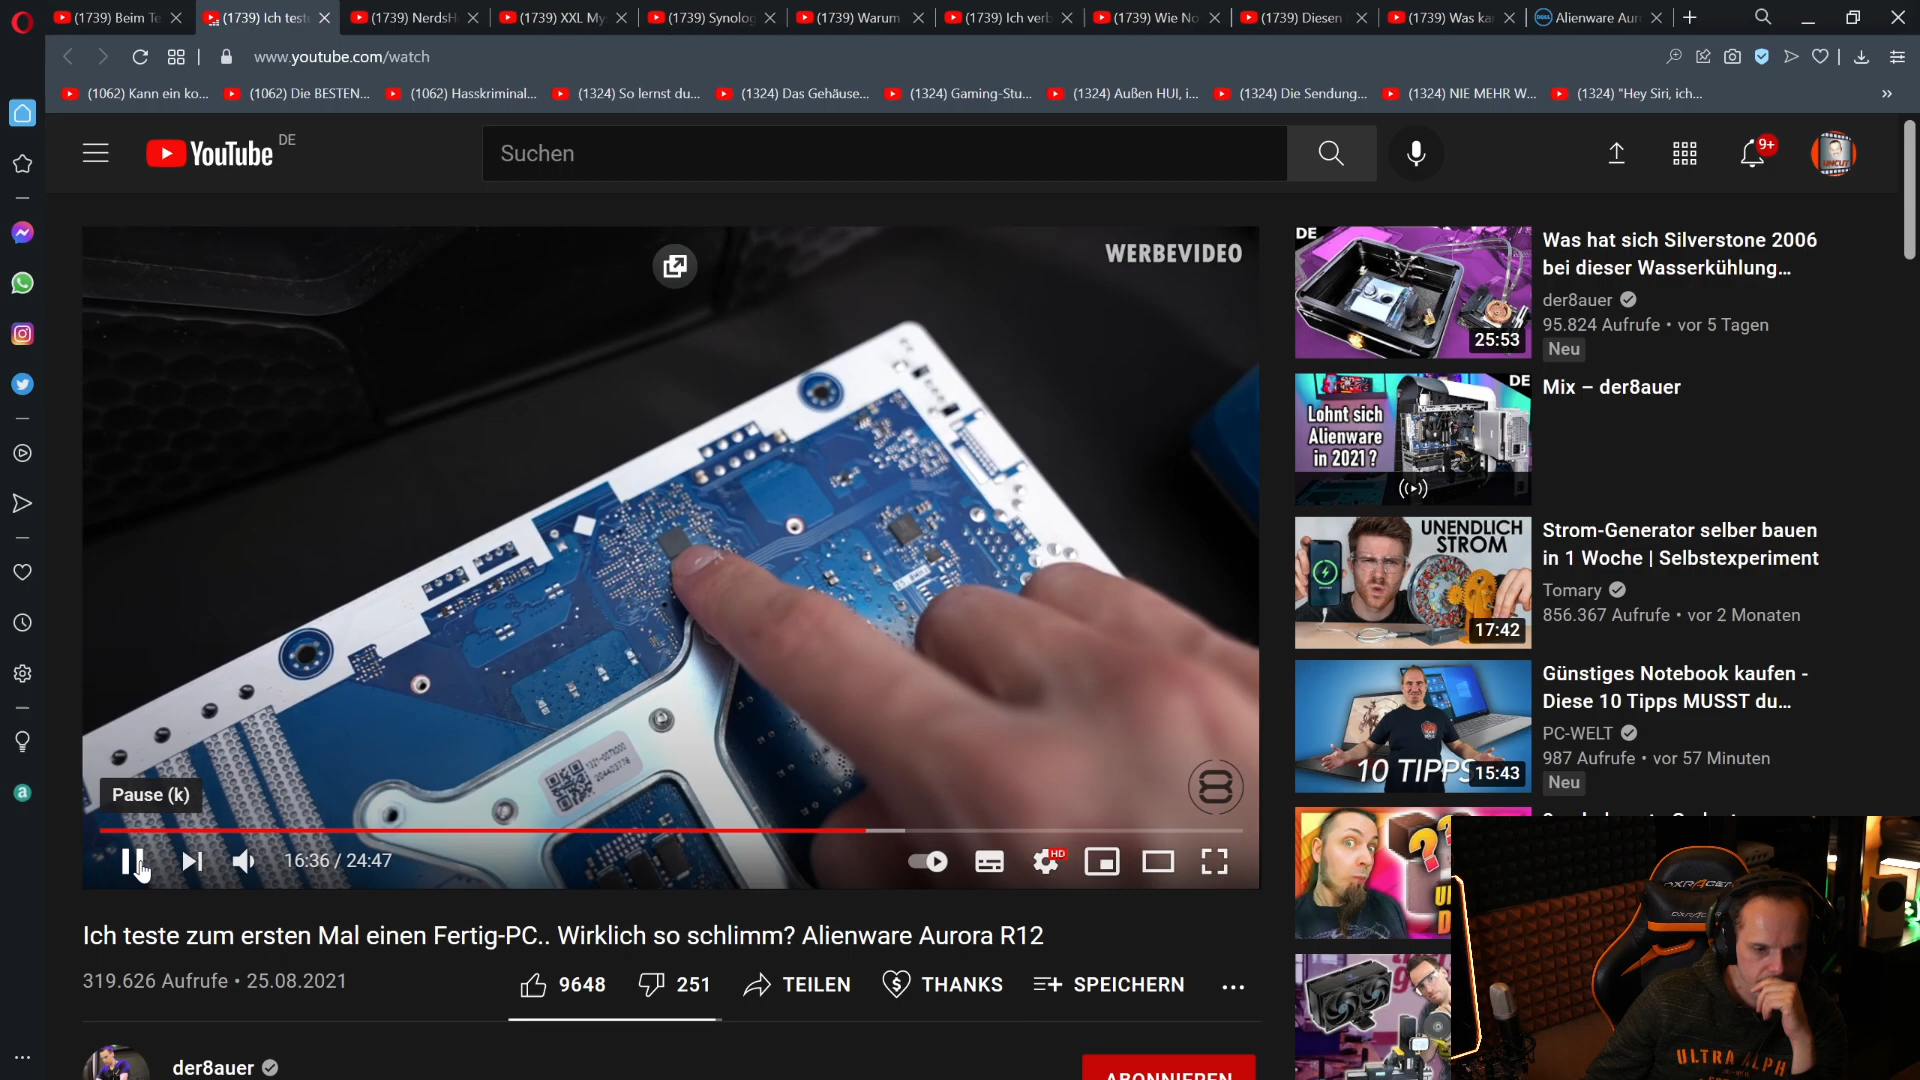 (1739) Beim Te
(1739) Ich test
(1739) NerdsH
(1739) XXL My
(1739) Synolog
(1739) Warum
(1739) Ich verb
(1739) Wie No
(1739) Diesen
(1739) Was kan
Alienware Auro
www.youtube.com/watch
(1062) Kann ein ko...
(1062) Die BESTEN...
(1062) Hasskriminal...
(1324) So lernst du...
(1324) Das Gehäuse...
(1324) Gaming-Stu...
(1324) Außen HUI, i...
(1324) Die Sendung...
(1324) NIE MEHR W...
(1324) "Hey Siri, ich...
YouTube DE
Suchen
9+
UNCUT
WERBEVIDEO
Pause (k)
16:36 / 24:47
HD
Ich teste zum ersten Mal einen Fertig-PC.. Wirklich so schlimm? Alienware Aurora R12
319.626 Aufrufe • 25.08.2021
9648
251
TEILEN
THANKS
SPEICHERN
der8auer
ABONNIEREN
DE
25:53
Was hat sich Silverstone 2006
bei dieser Wasserkühlung...
der8auer
95.824 Aufrufe • vor 5 Tagen
Neu
DE
Lohnt sich
Alienware
in 2021?
Mix – der8auer
UNENDLICH
STROM
17:42
Strom-Generator selber bauen
in 1 Woche | Selbstexperiment
Tomary
856.367 Aufrufe • vor 2 Monaten
10 TIPPS
15:43
Günstiges Notebook kaufen -
Diese 10 Tipps MUSST du...
PC-WELT
987 Aufrufe • vor 57 Minuten
Neu
DXRACER
ULTRA ALPH